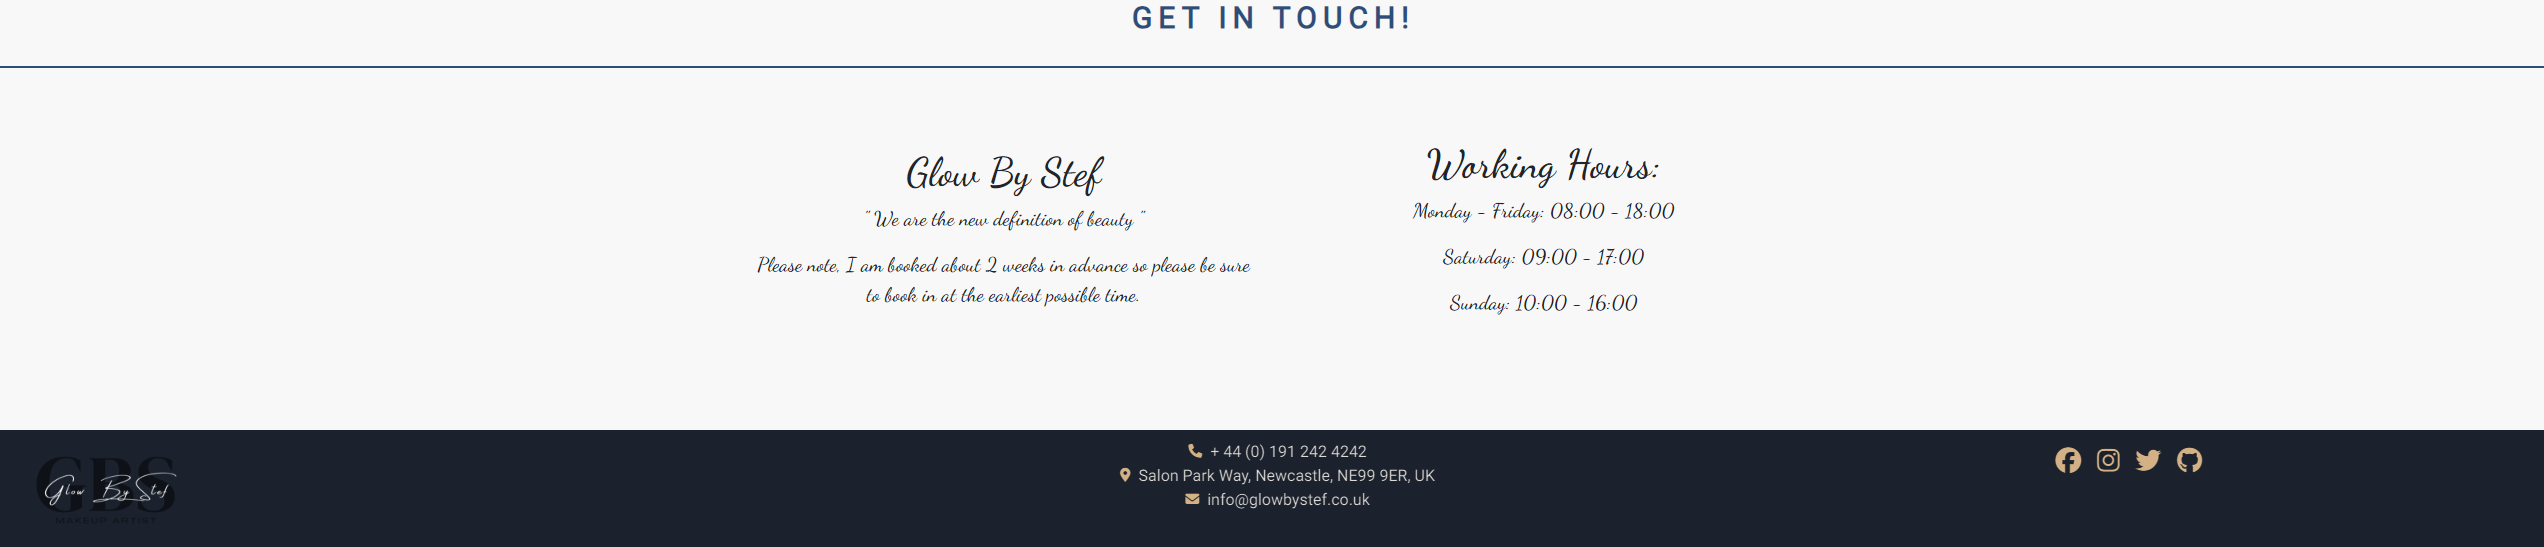 GET IN TOUCH!
Glow By Stef
" We are the new definition of beauty "
Please note, I am booked about 2 weeks in advance so please be sure
to book in at the earliest possible time.
Working Hours:
Monday - Friday: 08:00 - 18:00
Saturday: 09:00 - 17:00
Sunday: 10:00 - 16:00
GBS
Glow By Stef
MAKEUP ARTIST
+ 44 (0) 191 242 4242
Salon Park Way, Newcastle, NE99 9ER, UK
info@glowbystef.co.uk